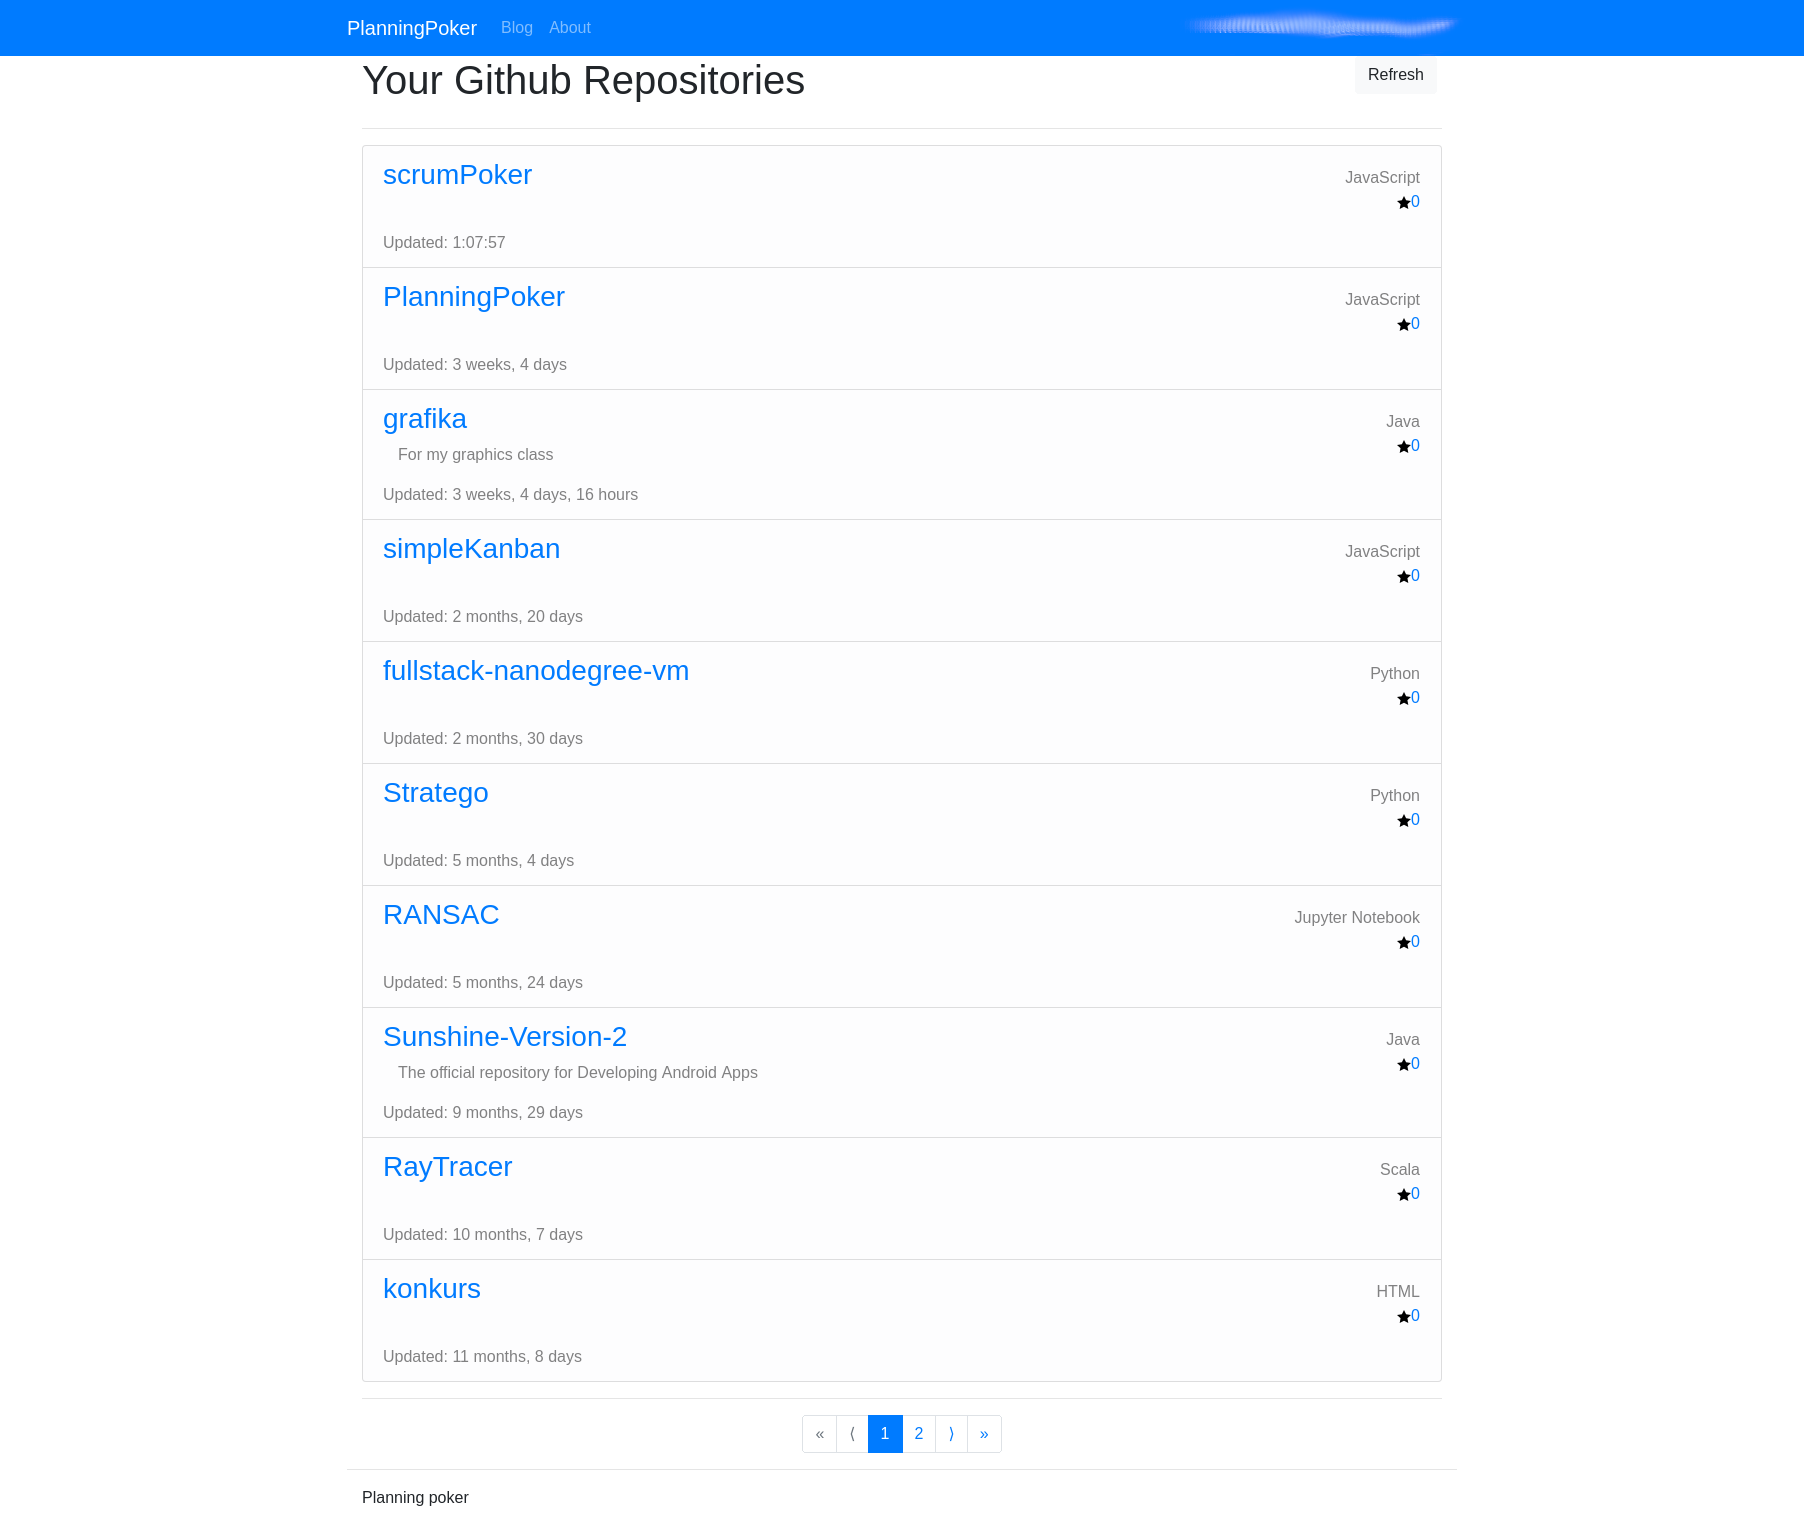 PlanningPoker Blog About
Your Github Repositories Refresh
scrumPoker JavaScript
0
Updated: 1:07:57
PlanningPoker JavaScript
0
Updated: 3 weeks, 4 days
grafika Java
For my graphics class 0
Updated: 3 weeks, 4 days, 16 hours
simpleKanban JavaScript
0
Updated: 2 months, 20 days
fullstack-nanodegree-vm Python
0
Updated: 2 months, 30 days
Stratego Python
0
Updated: 5 months, 4 days
RANSAC Jupyter Notebook
0
Updated: 5 months, 24 days
Sunshine-Version-2 Java
The official repository for Developing Android Apps 0
Updated: 9 months, 29 days
RayTracer Scala
0
Updated: 10 months, 7 days
konkurs HTML
0
Updated: 11 months, 8 days
« ⟨ 1 2 ⟩ »
Planning poker